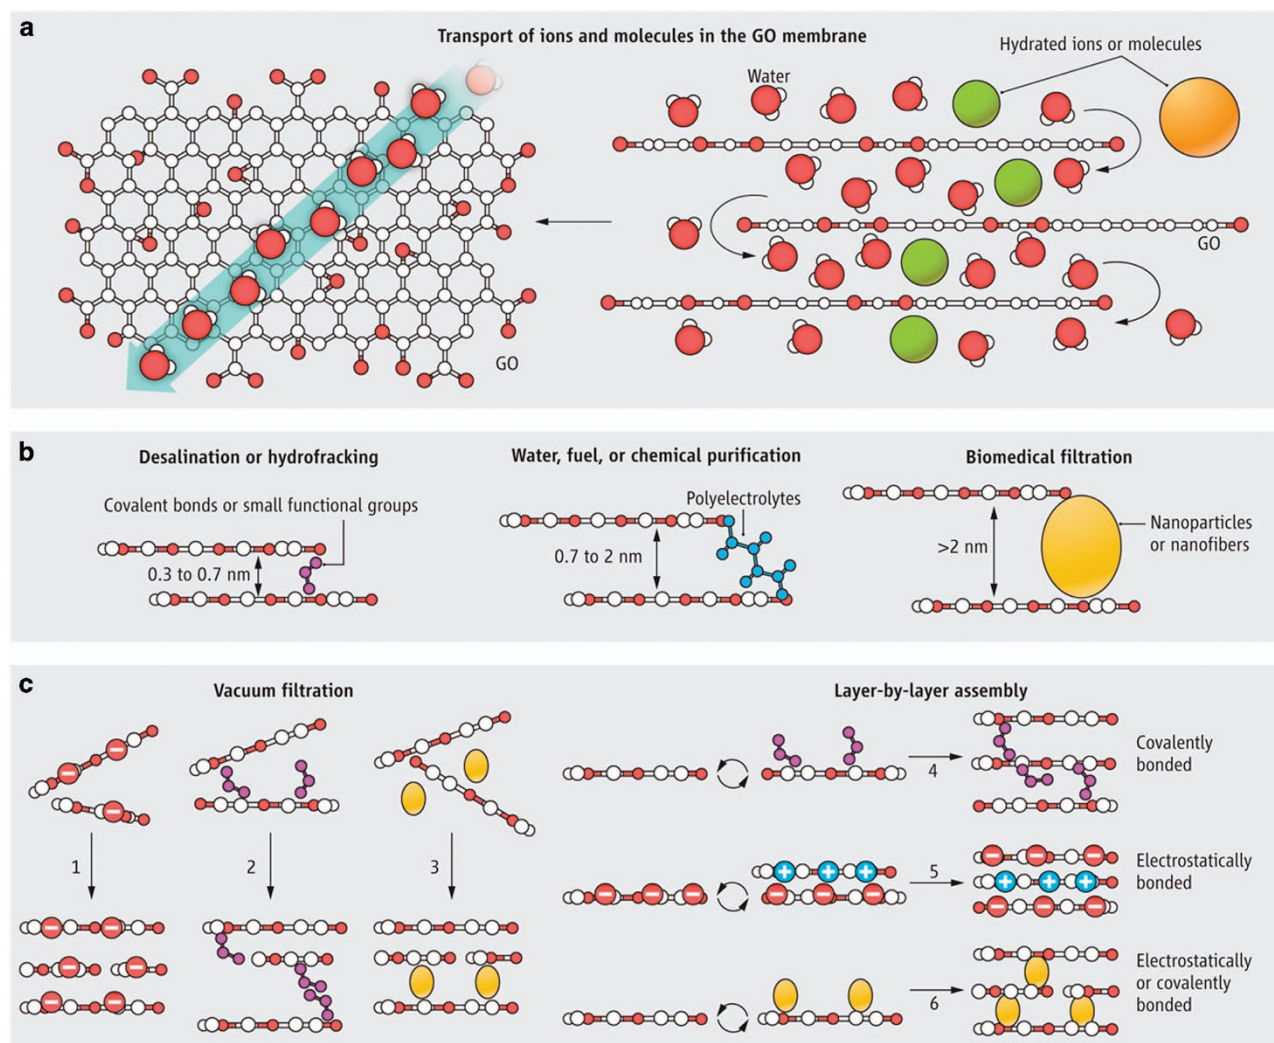 a
Transport of ions and molecules in the GO membrane
Hydrated ions or molecules
Water
GO
GO
b
Desalination or hydrofracking
Covalent bonds or small functional groups
0.3 to 0.7 nm
Water, fuel, or chemical purification
Polyelectrolytes
0.7 to 2 nm
Biomedical filtration
>2 nm
Nanoparticles
or nanofibers
c
Vacuum filtration
1
2
3
Layer-by-layer assembly
4
Covalently
bonded
5
Electrostatically
bonded
6
Electrostatically
or covalently
bonded